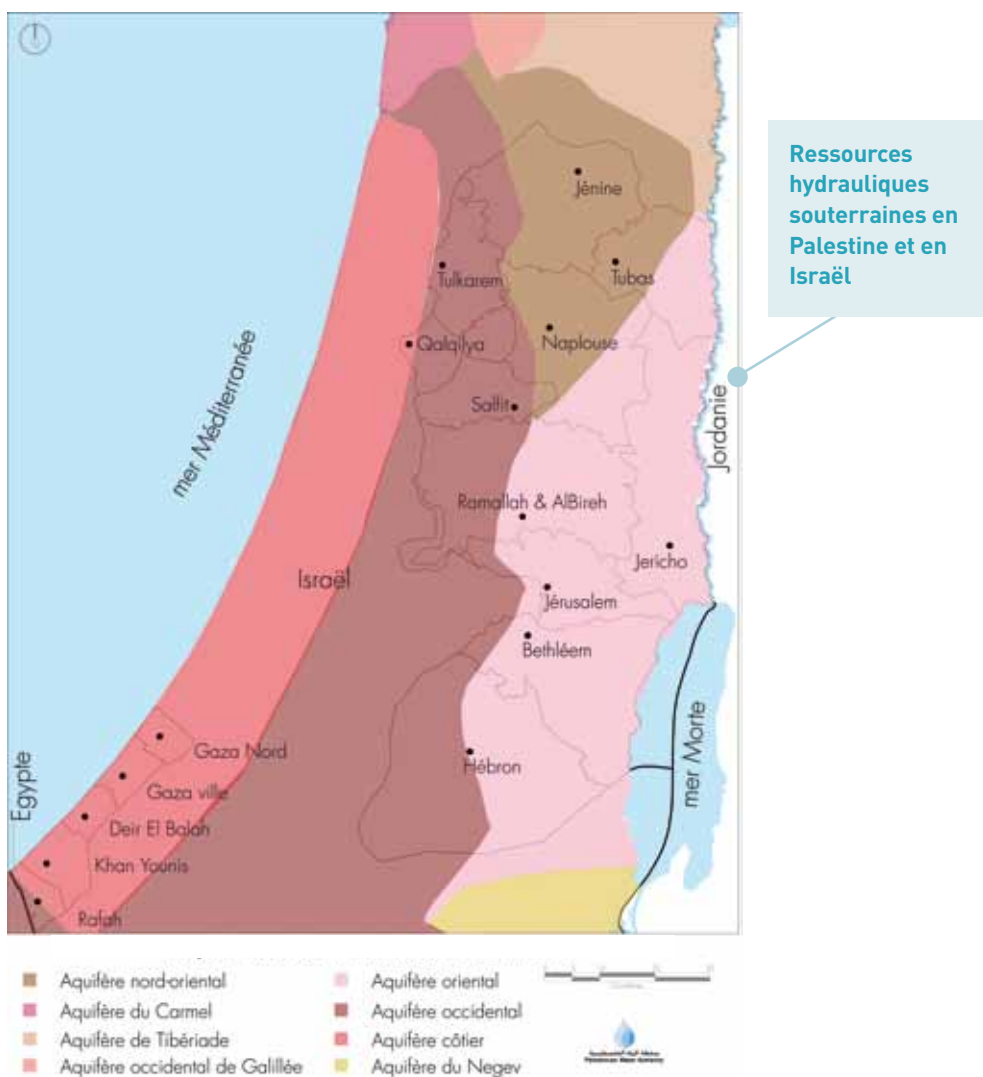 Ressources
hydrauliques
souterraines en
Palestine et en
Israël
Jénine
Tulkarem
Tubas
Qalqilya
Naplouse
mer Méditerranée
Salfit
Jordanie
Ramallah & AlBireh
Jericho
Israël
Jérusalem
Bethléem
mer Morte
Hébron
Egypte
Gaza Nord
Gaza ville
Deir El Balah
Khan Younis
Rafah
Aquifère nord-oriental
Aquifère du Carmel
Aquifère de Tibériade
Aquifère occidental de Galillée
Aquifère oriental
Aquifère occidental
Aquifère côtier
Aquifère du Negev